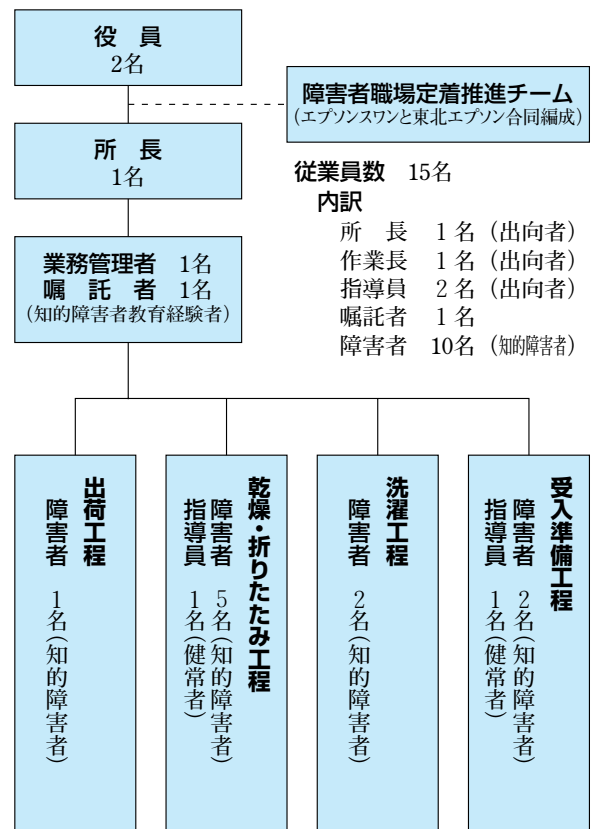 役　員
2名
障害者職場定着推進チーム
(エプソンスワンと東北エプソン合同編成)
所　長
1名
従業員数　15名
内訳
所　長　1名（出向者）
作業長　1名（出向者）
指導員　2名（出向者）
嘱託者　1名
障害者　10名（知的障害者）
業務管理者　1名
嘱　託　者　1名
(知的障害者教育経験者)
受入準備工程
障害者　2名(知的障害者)
指導員　1名(健常者)
洗濯工程
障害者　2名(知的障害者)
乾燥・折りたたみ工程
障害者　5名(知的障害者)
指導員　1名(健常者)
出荷工程
障害者　1名(知的障害者)